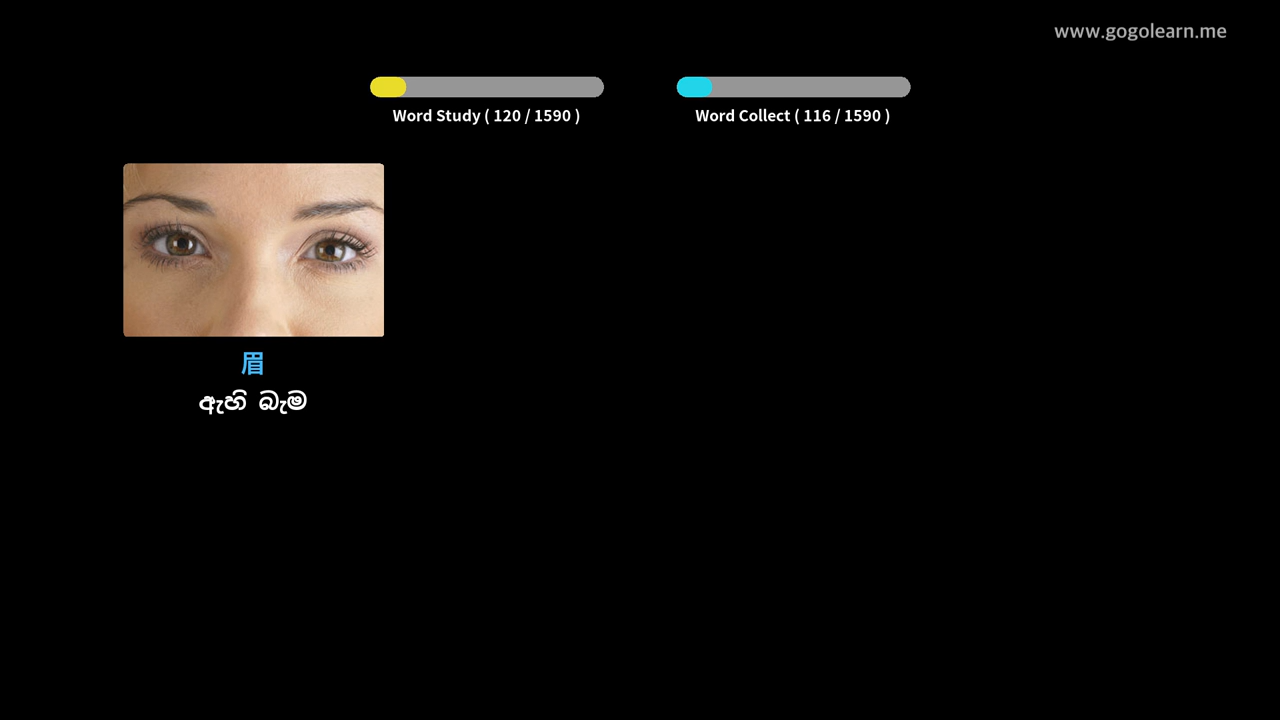 www.gogolearn.me
Word Study ( 120 / 1590 )
Word Collect ( 116 / 1590 )
眉
ඇහි බැම